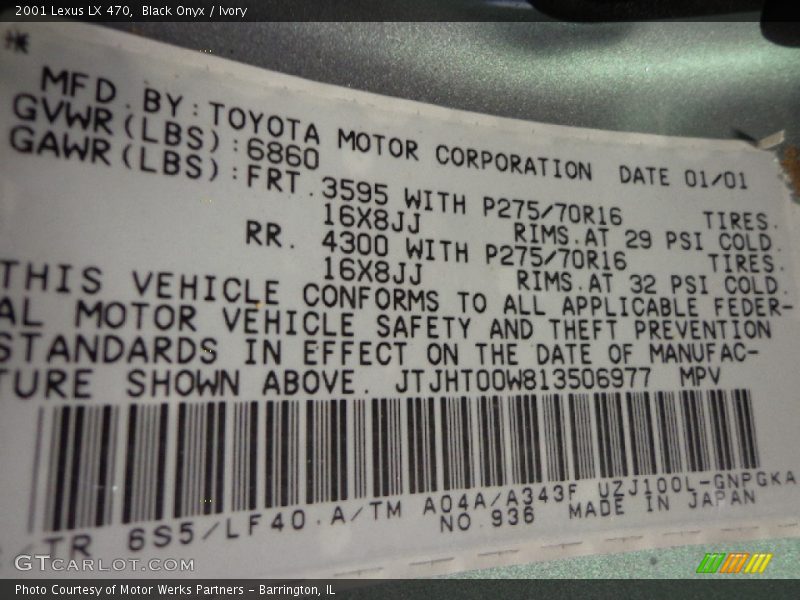 2001 Lexus LX 470, Black Onyx / Ivory
MFD.BY:TOYOTA MOTOR CORPORATION DATE 01/01
GVWR(LBS):6860
GAWR(LBS):FRT.3595 WITH P275/70R16 TIRES.
16X8JJ RIMS.AT 29 PSI COLD.
RR. 4300 WITH P275/70R16 TIRES.
16X8JJ RIMS.AT 32 PSI COLD.
THIS VEHICLE CONFORMS TO ALL APPLICABLE FEDER-
AL MOTOR VEHICLE SAFETY AND THEFT PREVENTION
STANDARDS IN EFFECT ON THE DATE OF MANUFAC-
TURE SHOWN ABOVE. JTJHT00W813506977 MPV
/TR 6S5/LF40.A/TM A04A/A343F UZJ100L-GNPGKA
NO.936 MADE IN JAPAN
GTCARLOT.COM
Photo Courtesy of Motor Werks Partners - Barrington, IL